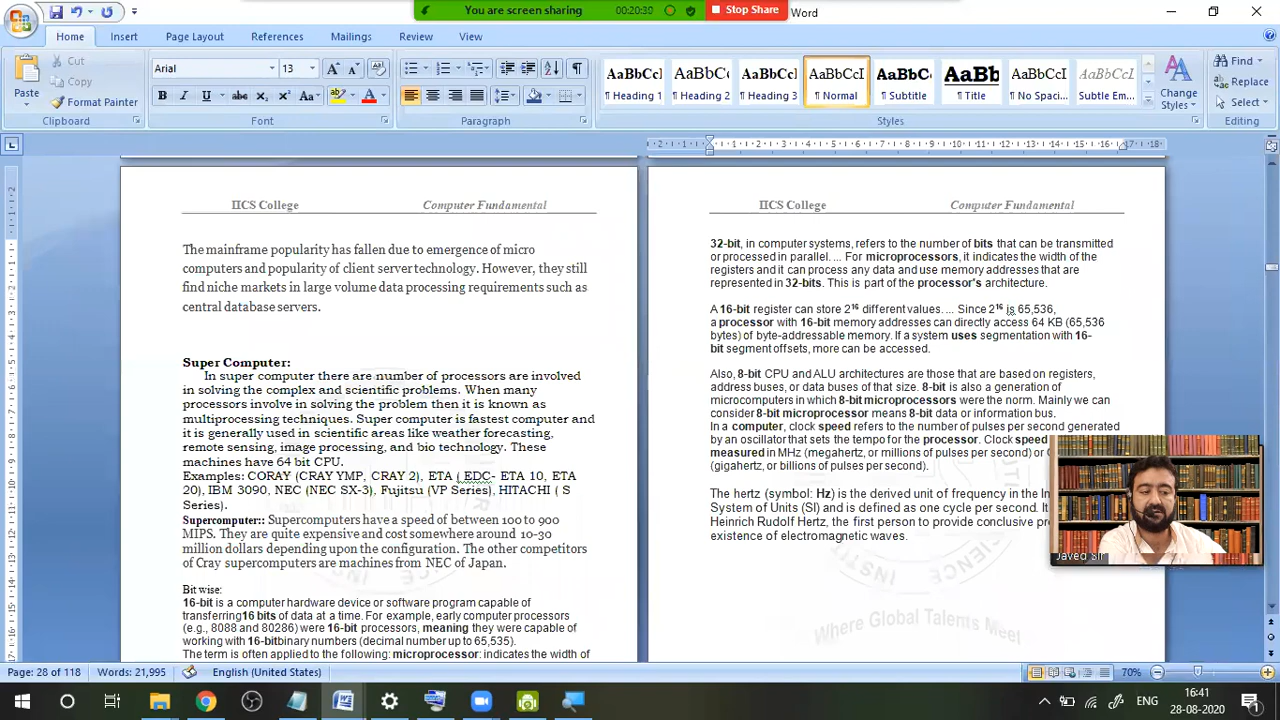 You are screen sharing
00:20:39
Stop Share
Word
Home
Insert
Page Layout
References
Mailings
Review
View
Paste
Cut
Copy
Format Painter
Clipboard
Arial
13
Font
Paragraph
AaBbCcI
¶ Heading 1
AaBbCc
¶ Heading 2
AaBbCcI
¶ Heading 3
AaBbCcI
¶ Normal
AaBbCc
¶ Subtitle
AaBb
¶ Title
AaBbCcI
¶ No Spaci...
AaBbCcI
Subtle Em...
Change Styles
Styles
Find
Replace
Select
Editing
IICS College Computer Fundamental
The mainframe popularity has fallen due to emergence of micro
computers and popularity of client server technology. However, they still
find niche markets in large volume data processing requirements such as
central database servers.
Super Computer:
In super computer there are number of processors are involved
in solving the complex and scientific problems. When many
processors involve in solving the problem then it is known as
multiprocessing techniques. Super computer is fastest computer and
it is generally used in scientific areas like weather forecasting,
remote sensing, image processing, and bio technology. These
machines have 64 bit CPU.
Examples: CORAY (CRAY YMP, CRAY 2), ETA ( EDC- ETA 10, ETA
20), IBM 3090, NEC (NEC SX-3), Fujitsu (VP Series), HITACHI ( S
Series).
Supercomputer:: Supercomputers have a speed of between 100 to 900
MIPS. They are quite expensive and cost somewhere around 10-30
million dollars depending upon the configuration. The other competitors
of Cray supercomputers are machines from NEC of Japan.
Bit wise:
16-bit is a computer hardware device or software program capable of
transferring16 bits of data at a time. For example, early computer processors
(e.g., 8088 and 80286) were 16-bit processors, meaning they were capable of
working with 16-bitbinary numbers (decimal number up to 65,535).
The term is often applied to the following: microprocessor: indicates the width of
IICS College Computer Fundamental
32-bit, in computer systems, refers to the number of bits that can be transmitted
or processed in parallel. ... For microprocessors, it indicates the width of the
registers and it can process any data and use memory addresses that are
represented in 32-bits. This is part of the processor's architecture.
A 16-bit register can store 2¹⁶ different values. ... Since 2¹⁶ is 65,536,
a processor with 16-bit memory addresses can directly access 64 KB (65,536
bytes) of byte-addressable memory. If a system uses segmentation with 16-
bit segment offsets, more can be accessed.
Also, 8-bit CPU and ALU architectures are those that are based on registers,
address buses, or data buses of that size. 8-bit is also a generation of
microcomputers in which 8-bit microprocessors were the norm. Mainly we can
consider 8-bit microprocessor means 8-bit data or information bus.
In a computer, clock speed refers to the number of pulses per second generated
by an oscillator that sets the tempo for the processor. Clock speed
measured in MHz (megahertz, or millions of pulses per second) or
(gigahertz, or billions of pulses per second).
The hertz (symbol: Hz) is the derived unit of frequency in the
System of Units (SI) and is defined as one cycle per second.
Heinrich Rudolf Hertz, the first person to provide conclusive
existence of electromagnetic waves.
Where Global Talents Meet
Javed Sir
Page: 28 of 118
Words: 21,995
English (United States)
70%
ENG
16:41
28-08-2020